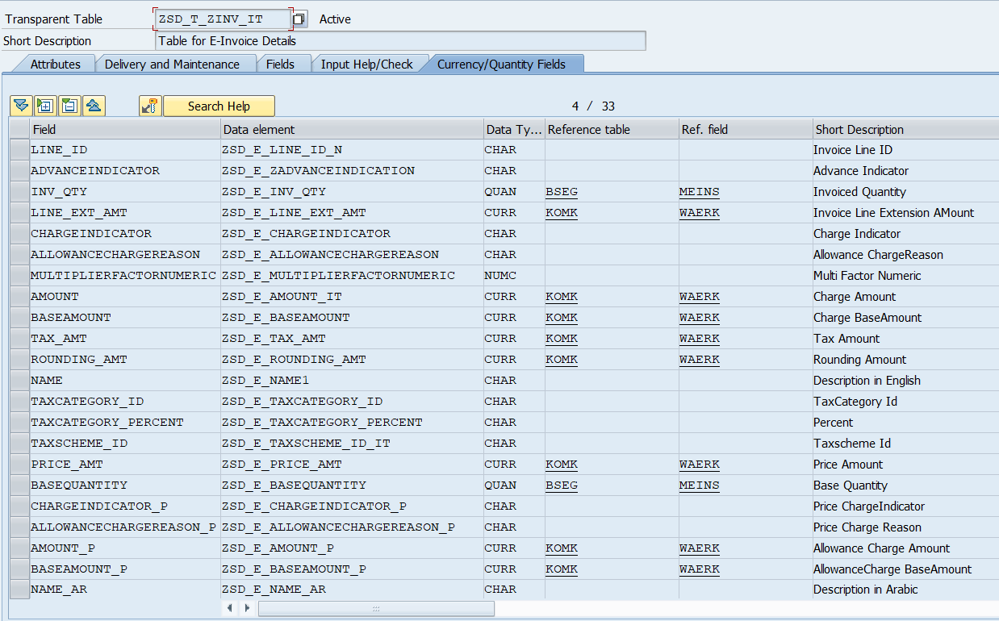 Transparent Table ZSD_T_ZINV_IT Active
Short Description Table for E-Invoice Details
Attributes Delivery and Maintenance Fields Input Help/Check Currency/Quantity Fields
Search Help 4 / 33
Field Data element Data Ty... Reference table Ref. field Short Description
LINE_ID ZSD_E_LINE_ID_N CHAR Invoice Line ID
ADVANCEINDICATOR ZSD_E_ZADVANCEINDICATION CHAR Advance Indicator
INV_QTY ZSD_E_INV_QTY QUAN BSEG MEINS Invoiced Quantity
LINE_EXT_AMT ZSD_E_LINE_EXT_AMT CURR KOMK WAERK Invoice Line Extension AMount
CHARGEINDICATOR ZSD_E_CHARGEINDICATOR CHAR Charge Indicator
ALLOWANCECHARGEREASON ZSD_E_ALLOWANCECHARGEREASON CHAR Allowance ChargeReason
MULTIPLIERFACTORNUMERIC ZSD_E_MULTIPLIERFACTORNUMERIC NUMC Multi Factor Numeric
AMOUNT ZSD_E_AMOUNT_IT CURR KOMK WAERK Charge Amount
BASEAMOUNT ZSD_E_BASEAMOUNT CURR KOMK WAERK Charge BaseAmount
TAX_AMT ZSD_E_TAX_AMT CURR KOMK WAERK Tax Amount
ROUNDING_AMT ZSD_E_ROUNDING_AMT CURR KOMK WAERK Rounding Amount
NAME ZSD_E_NAME1 CHAR Description in English
TAXCATEGORY_ID ZSD_E_TAXCATEGORY_ID CHAR TaxCategory Id
TAXCATEGORY_PERCENT ZSD_E_TAXCATEGORY_PERCENT CHAR Percent
TAXSCHEME_ID ZSD_E_TAXSCHEME_ID_IT CHAR Taxscheme Id
PRICE_AMT ZSD_E_PRICE_AMT CURR KOMK WAERK Price Amount
BASEQUANTITY ZSD_E_BASEQUANTITY QUAN BSEG MEINS Base Quantity
CHARGEINDICATOR_P ZSD_E_CHARGEINDICATOR_P CHAR Price ChargeIndicator
ALLOWANCECHARGEREASON_P ZSD_E_ALLOWANCECHARGEREASON_P CHAR Price Charge Reason
AMOUNT_P ZSD_E_AMOUNT_P CURR KOMK WAERK Allowance Charge Amount
BASEAMOUNT_P ZSD_E_BASEAMOUNT_P CURR KOMK WAERK AllowanceCharge BaseAmount
NAME_AR ZSD_E_NAME_AR CHAR Description in Arabic